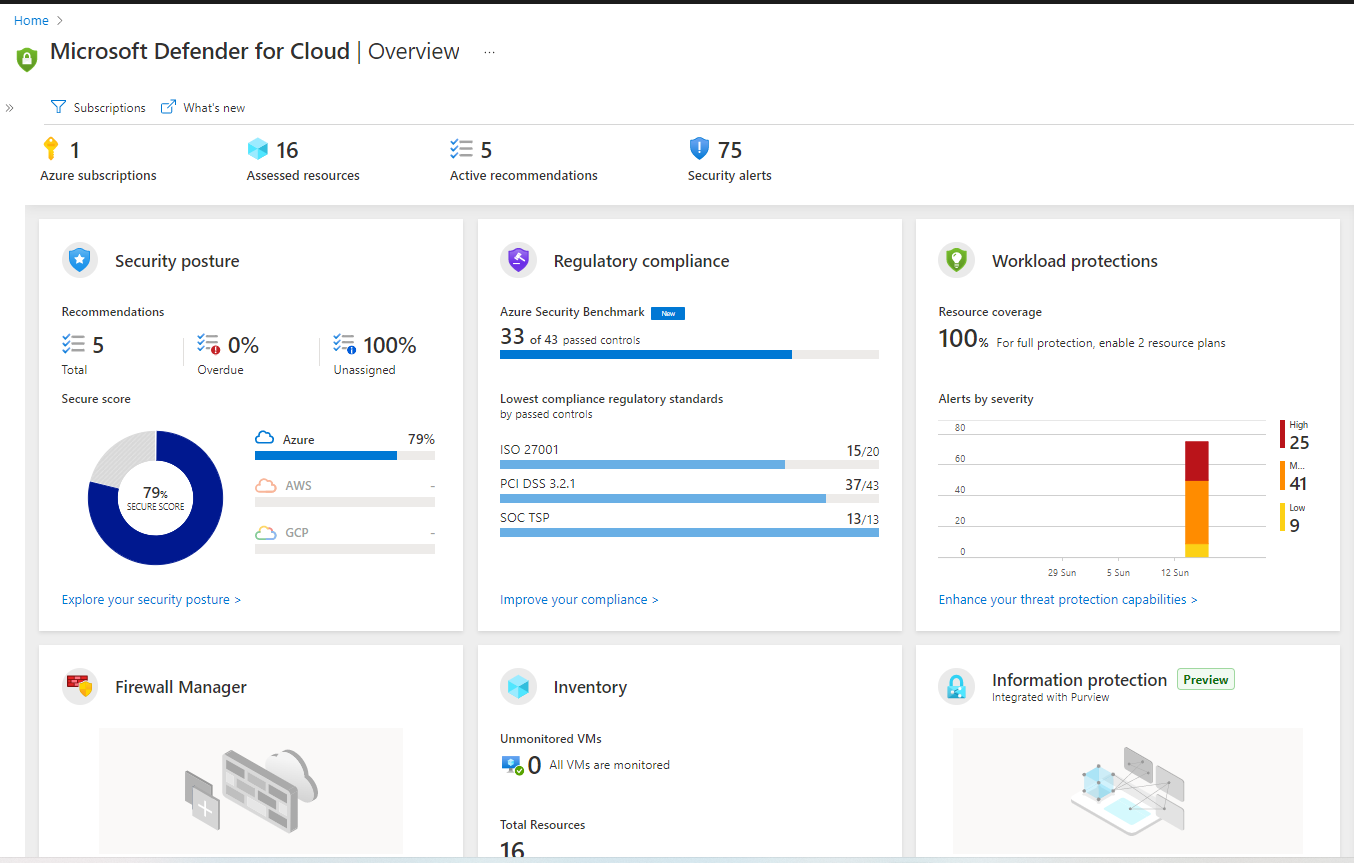 Home
Microsoft Defender for Cloud | Overview ...
Subscriptions What's new
1 16 5 75
Azure subscriptions Assessed resources Active recommendations Security alerts
Security posture
Recommendations
5 0% 100%
Total Overdue Unassigned
Secure score
79%
SECURE SCORE
Azure 79%
AWS -
GCP -
Explore your security posture >
Regulatory compliance
Azure Security Benchmark New
33 of 43 passed controls
Lowest compliance regulatory standards
by passed controls
ISO 27001 15/20
PCI DSS 3.2.1 37/43
SOC TSP 13/13
Improve your compliance >
Workload protections
Resource coverage
100% For full protection, enable 2 resource plans
Alerts by severity
80
60
40
20
0
29 Sun 5 Sun 12 Sun
High
25
M...
41
Low
9
Enhance your threat protection capabilities >
Firewall Manager
Inventory
Unmonitored VMs
0 All VMs are monitored
Total Resources
16
Information protection Preview
Integrated with Purview